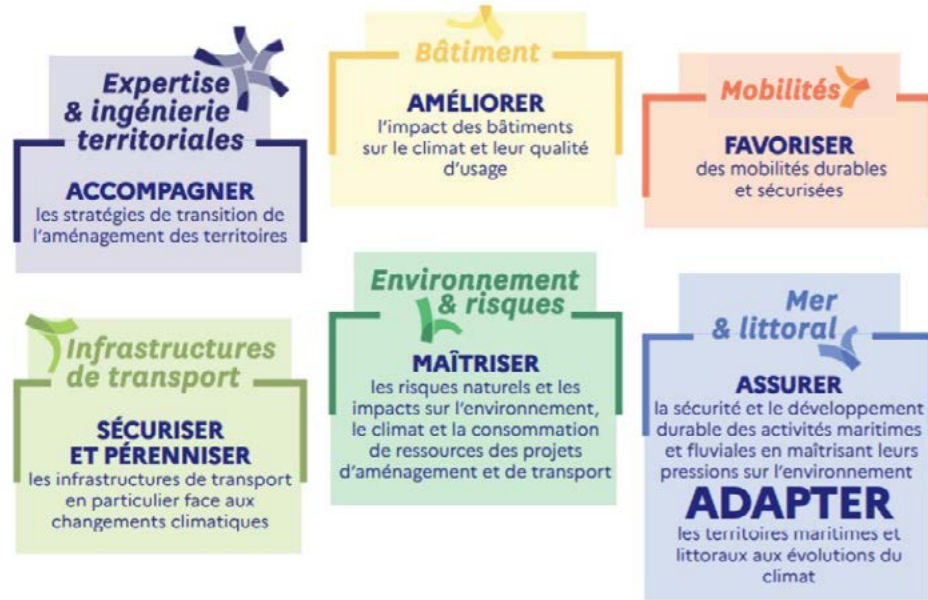 Expertise
& ingénierie
territoriales
ACCOMPAGNER
les stratégies de transition de
l'aménagement des territoires
Bâtiment
AMÉLIORER
l'impact des bâtiments
sur le climat et leur qualité
d'usage
Mobilités
FAVORISER
des mobilités durables
et sécurisées
Infrastructures
de transport
SÉCURISER
ET PÉRENNISER
les infrastructures de transport
en particulier face aux
changements climatiques
Environnement
& risques
MAÎTRISER
les risques naturels et les
impacts sur l'environnement,
le climat et la consommation
de ressources des projets
d'aménagement et de transport
Mer
& littoral
ASSURER
la sécurité et le développement
durable des activités maritimes
et fluviales en maîtrisant leurs
pressions sur l'environnement
ADAPTER
les territoires maritimes et
littoraux aux évolutions du
climat